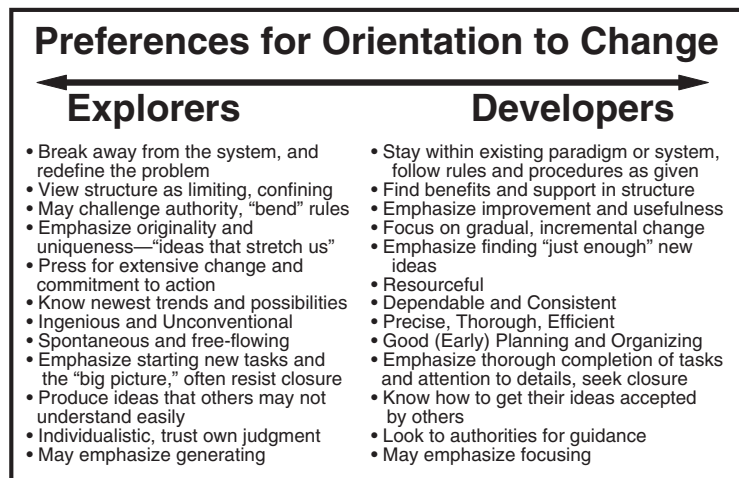 Preferences for Orientation to Change
Explorers
• Break away from the system, and
redefine the problem
• View structure as limiting, confining
• May challenge authority, “bend” rules
• Emphasize originality and
uniqueness—“ideas that stretch us”
• Press for extensive change and
commitment to action
• Know newest trends and possibilities
• Ingenious and Unconventional
• Spontaneous and free-flowing
• Emphasize starting new tasks and
the “big picture,” often resist closure
• Produce ideas that others may not
understand easily
• Individualistic, trust own judgment
• May emphasize generating
Developers
• Stay within existing paradigm or system,
follow rules and procedures as given
• Find benefits and support in structure
• Emphasize improvement and usefulness
• Focus on gradual, incremental change
• Emphasize finding “just enough” new
ideas
• Resourceful
• Dependable and Consistent
• Precise, Thorough, Efficient
• Good (Early) Planning and Organizing
• Emphasize thorough completion of tasks
and attention to details, seek closure
• Know how to get their ideas accepted
by others
• Look to authorities for guidance
• May emphasize focusing